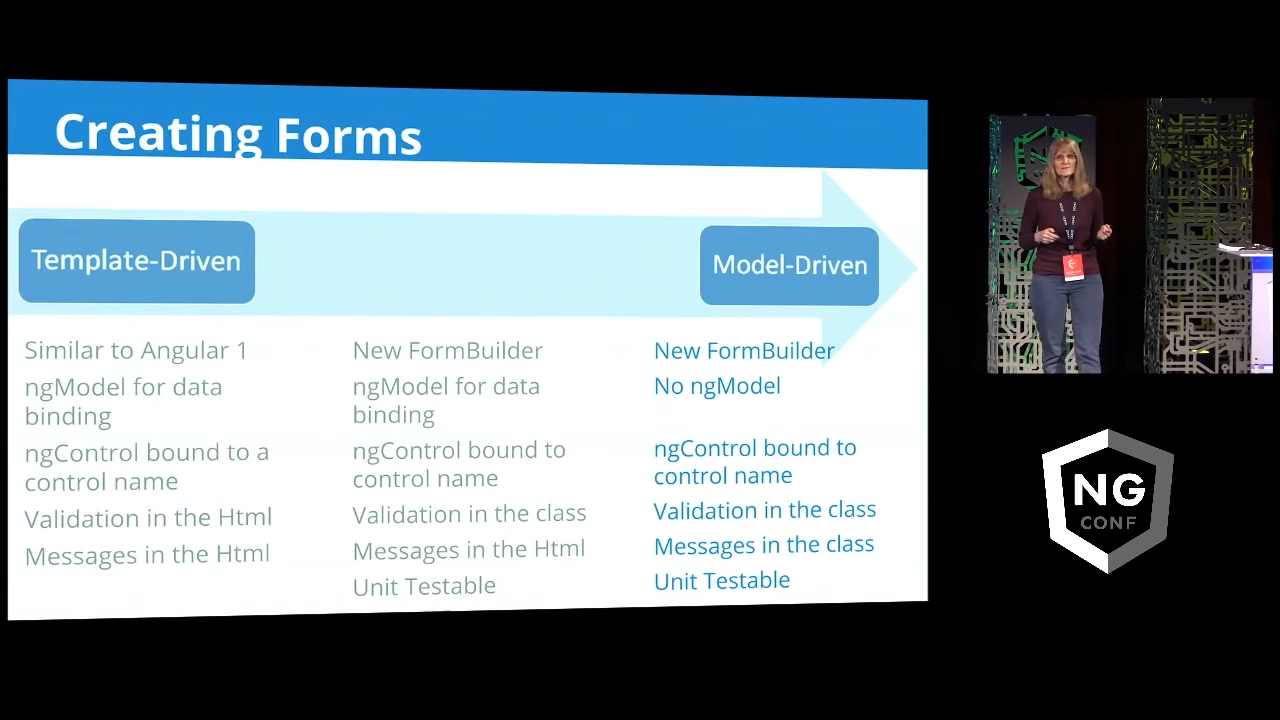 Creating Forms
Template-Driven
Model-Driven
Similar to Angular 1
ngModel for data
binding
ngControl bound to a
control name
Validation in the Html
Messages in the Html
New FormBuilder
ngModel for data
binding
ngControl bound to
control name
Validation in the class
Messages in the Html
Unit Testable
New FormBuilder
No ngModel
ngControl bound to
control name
Validation in the class
Messages in the class
Unit Testable
NG
CONF